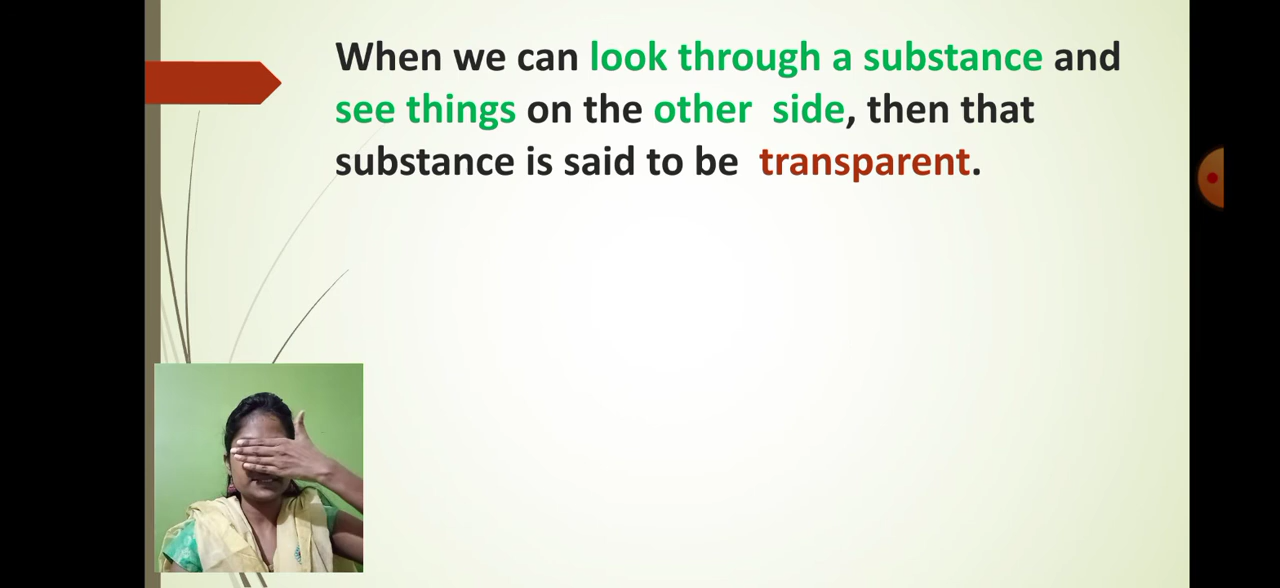 When we can look through a substance and
see things on the other side, then that
substance is said to be transparent.